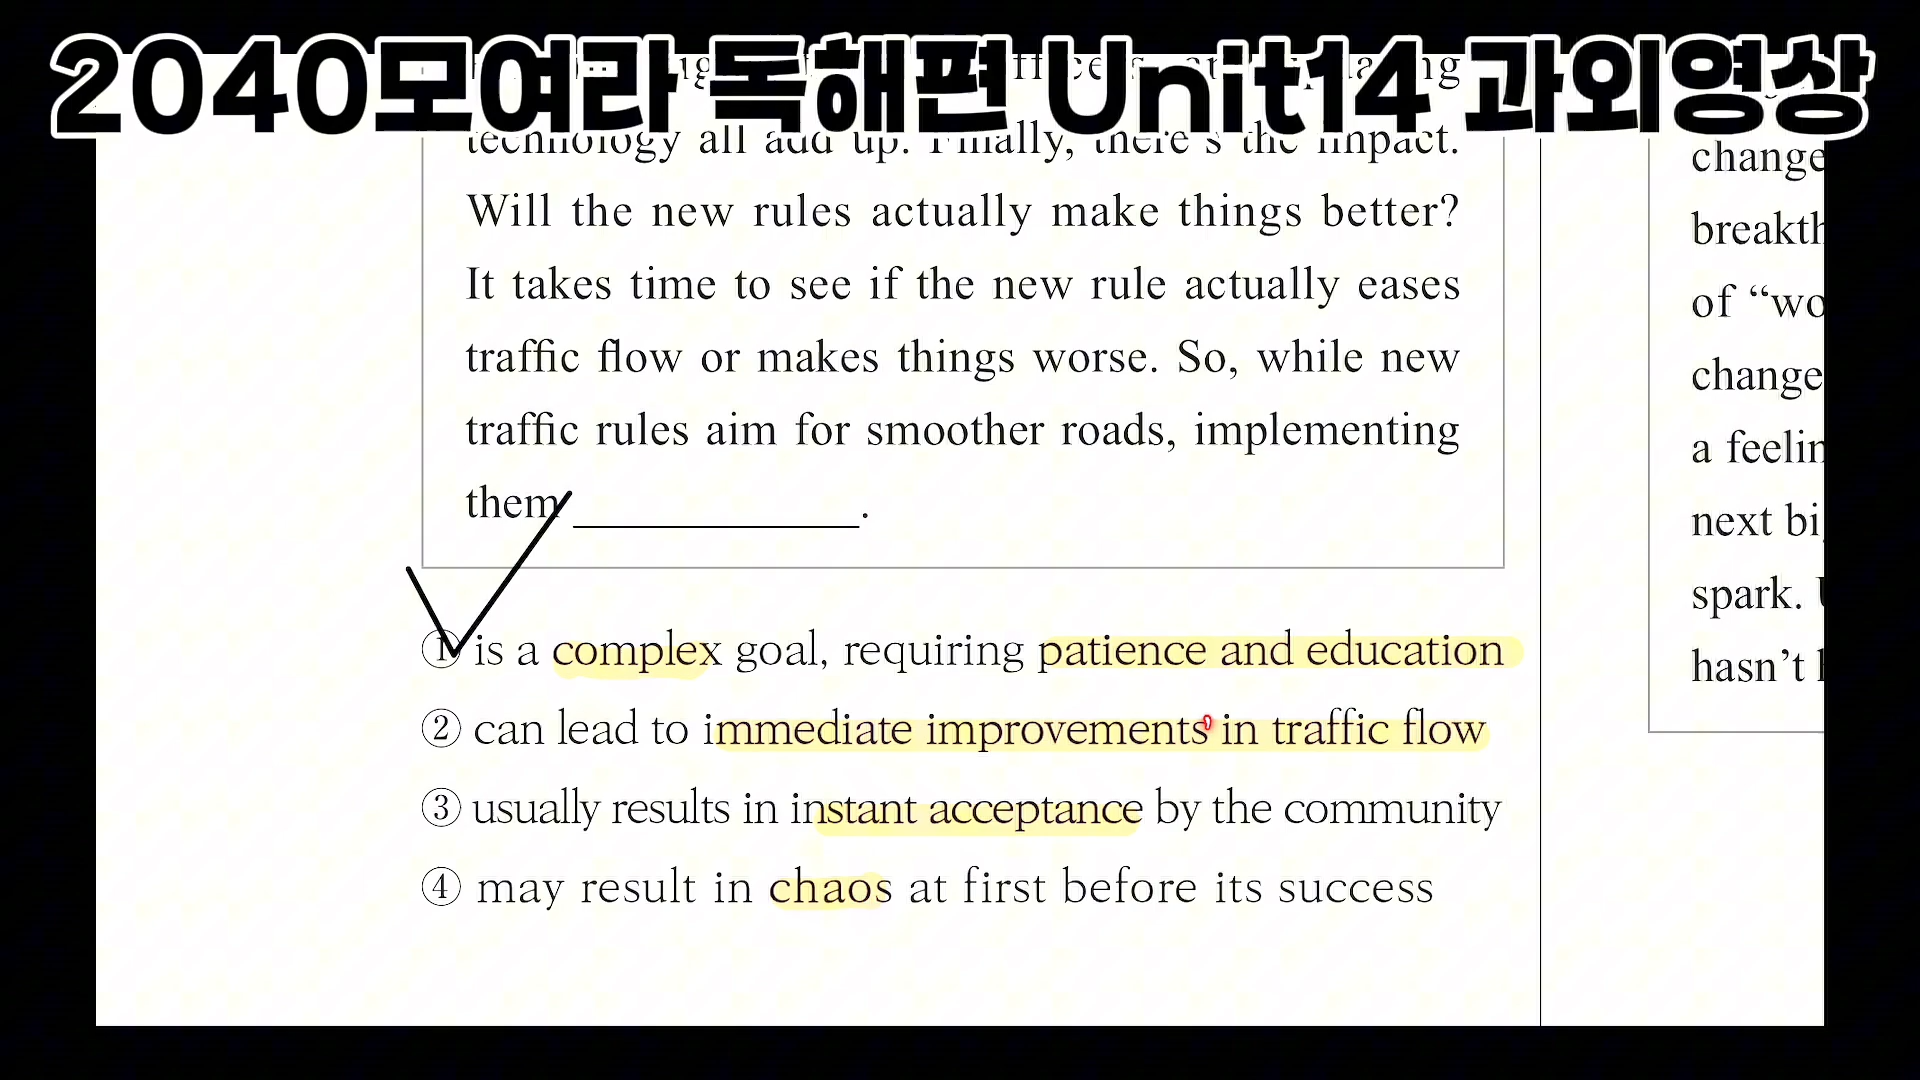 2040모여라 독해편 Unit14 과외영상
technology all add up. Finally, there's the impact.
Will the new rules actually make things better?
It takes time to see if the new rule actually eases
traffic flow or makes things worse. So, while new
traffic rules aim for smoother roads, implementing
them ____________.
① is a complex goal, requiring patience and education
② can lead to immediate improvements in traffic flow
③ usually results in instant acceptance by the community
④ may result in chaos at first before its success
change
breakth
of “wo
change
a feelin
next bi
spark.
hasn’t